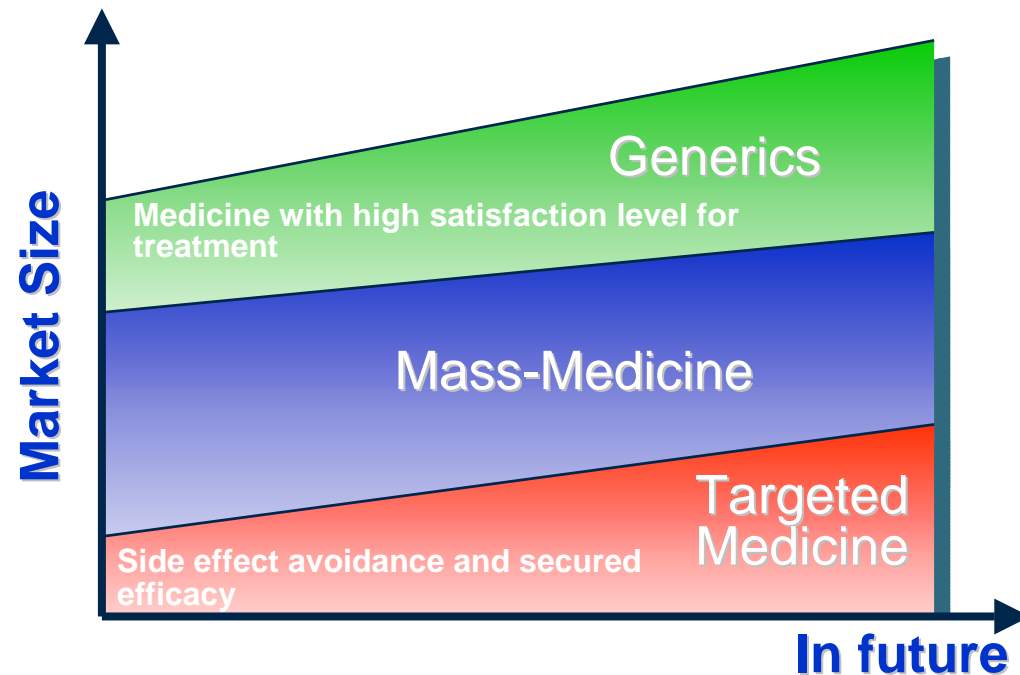 Market Size
Generics
Medicine with high satisfaction level for
treatment
Mass-Medicine
Targeted
Medicine
Side effect avoidance and secured
efficacy
In future